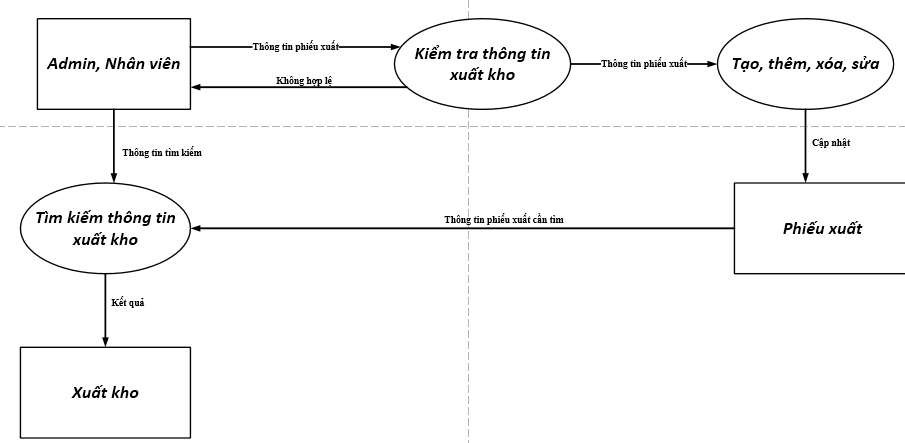 Admin, Nhân viên
Thông tin phiếu xuất
Không hợp lệ
Kiểm tra thông tin
xuất kho
Thông tin phiếu xuất
Tạo, thêm, xóa, sửa
Thông tin tìm kiếm
Cập nhật
Tìm kiếm thông tin
xuất kho
Thông tin phiếu xuất cần tìm
Phiếu xuất
Kết quả
Xuất kho